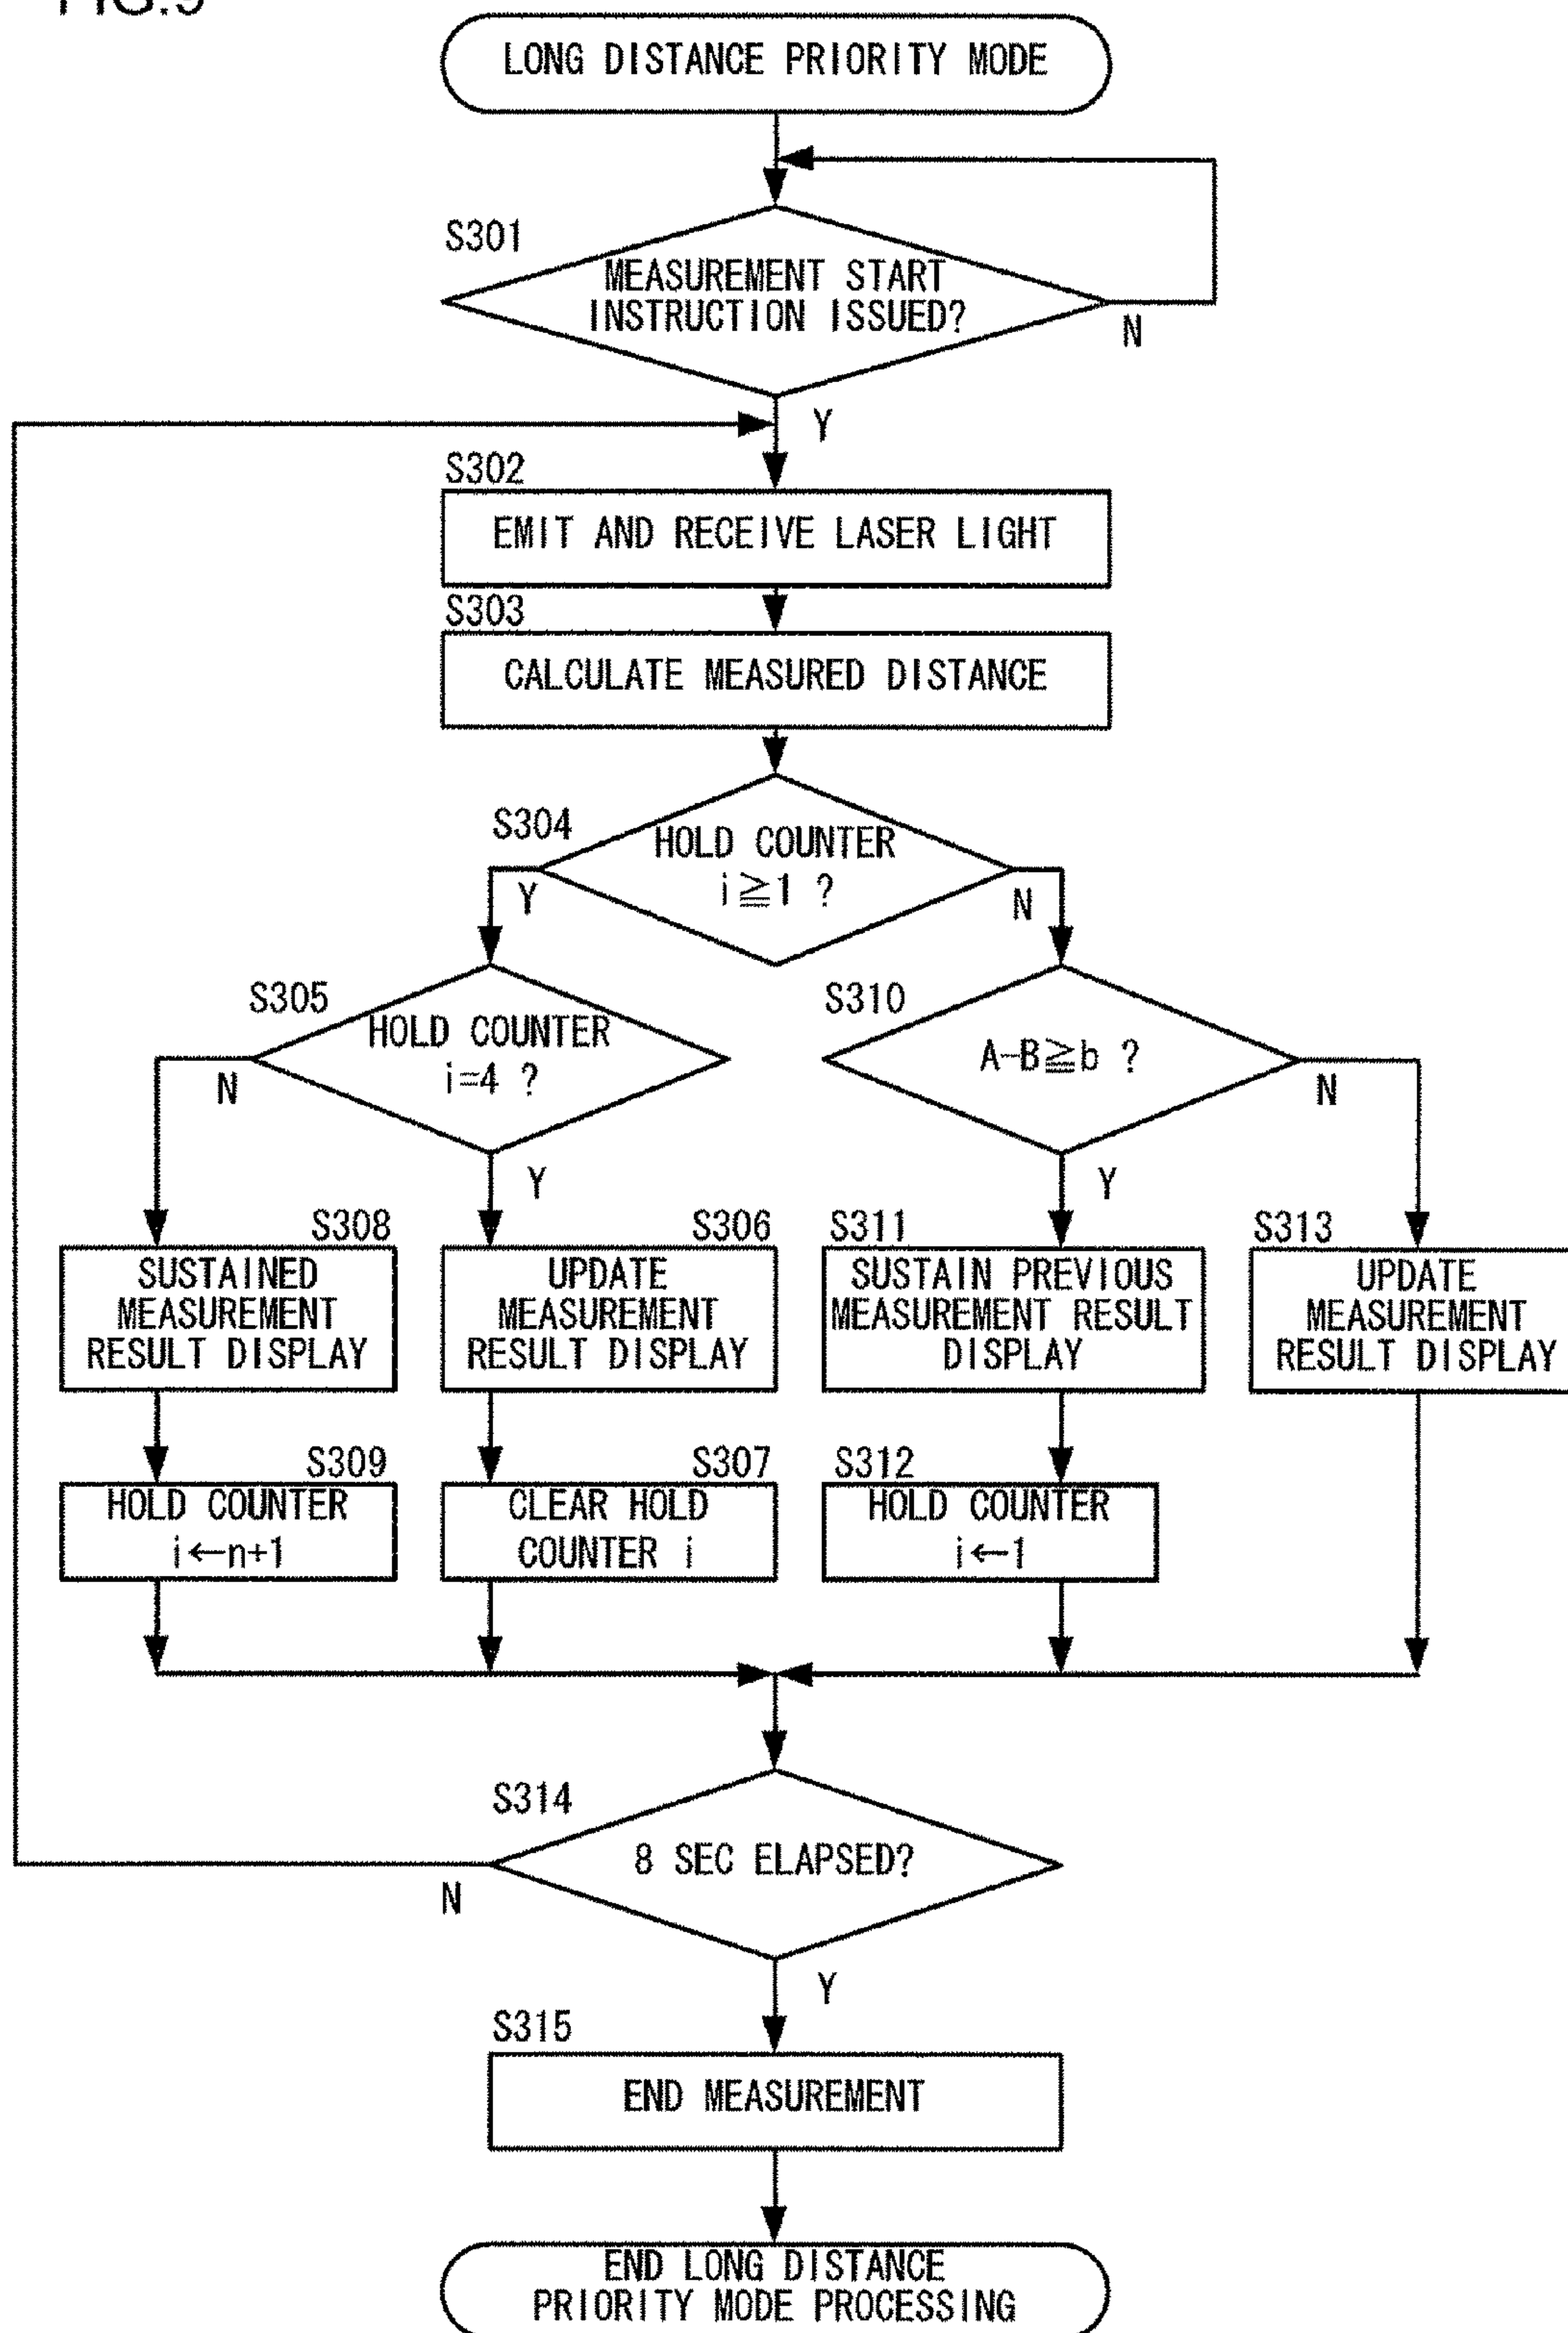 FIG.9
LONG DISTANCE PRIORITY MODE
S301
MEASUREMENT START
INSTRUCTION ISSUED?
N
Y
S302
EMIT AND RECEIVE LASER LIGHT
S303
CALCULATE MEASURED DISTANCE
S304
HOLD COUNTER
i≧1 ?
Y
N
S305
HOLD COUNTER
i=4 ?
N
Y
S310
A-B≧b ?
N
Y
S308
SUSTAINED
MEASUREMENT
RESULT DISPLAY
S306
UPDATE
MEASUREMENT
RESULT DISPLAY
S311
SUSTAIN PREVIOUS
MEASUREMENT RESULT
DISPLAY
S313
UPDATE
MEASUREMENT
RESULT DISPLAY
S309
HOLD COUNTER
i←n+1
S307
CLEAR HOLD
COUNTER i
S312
HOLD COUNTER
i←1
S314
8 SEC ELAPSED?
N
Y
S315
END MEASUREMENT
END LONG DISTANCE
PRIORITY MODE PROCESSING